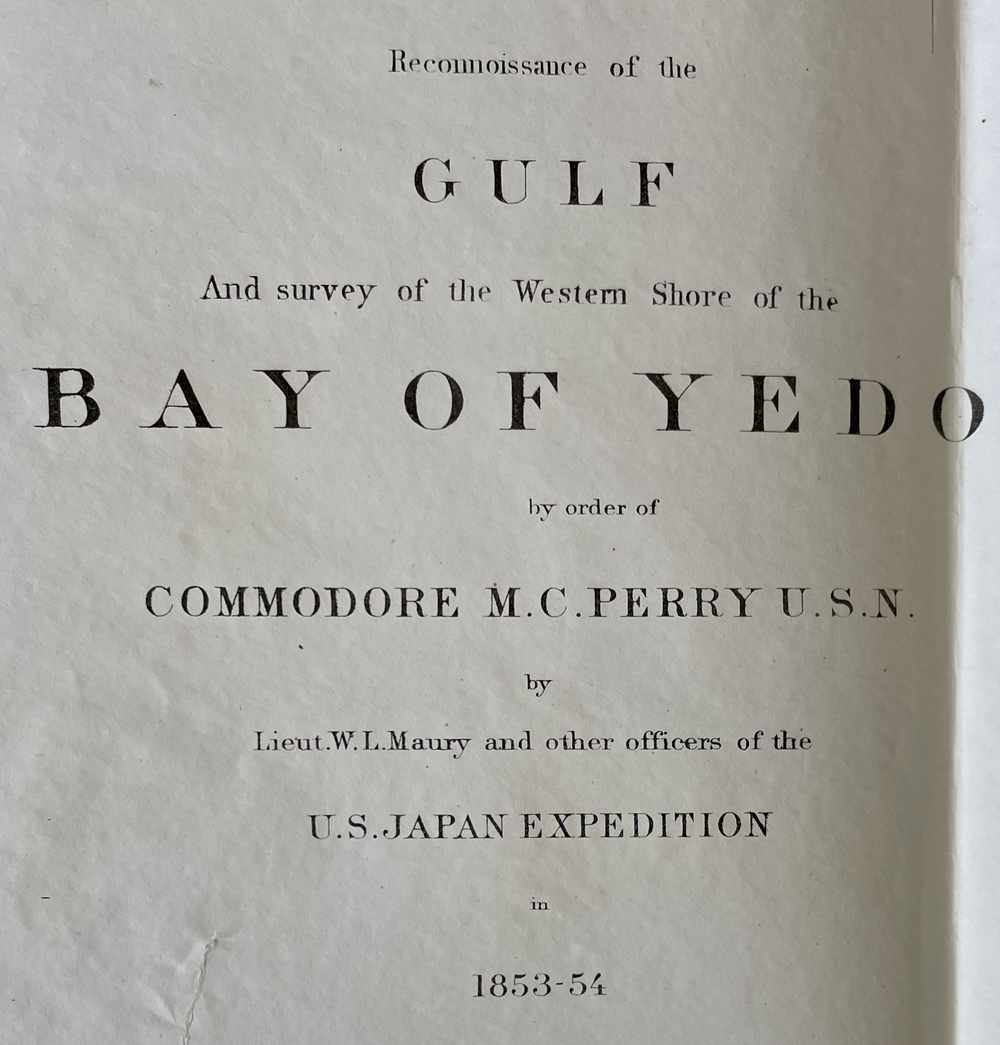 Reconnoissance of the
GULF
And survey of the Western Shore of the
BAY OF YEDO
by order of
COMMODORE M.C.PERRY U.S.N.
by
Lieut.W.L.Maury and other officers of the
U.S.JAPAN EXPEDITION
in
1853-54